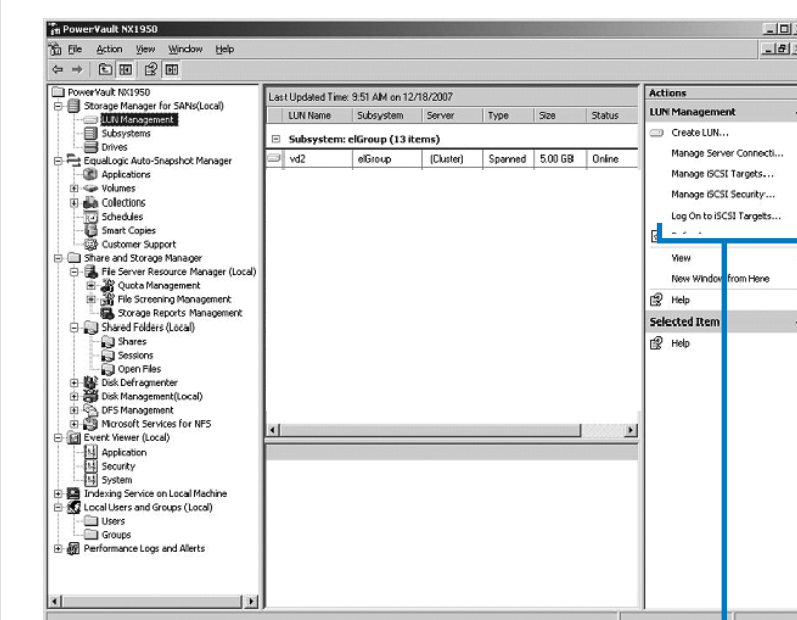 PowerVault NX1950
File Action View Window Help
PowerVault NX1950
Storage Manager for SANs(Local)
LUN Management
Subsystems
Drives
EqualLogic Auto-Snapshot Manager
Applications
Volumes
Collections
Schedules
Smart Copies
Customer Support
Share and Storage Manager
File Server Resource Manager (Local)
Quota Management
File Screening Management
Storage Reports Management
Shared Folders (Local)
Shares
Sessions
Open Files
Disk Defragmenter
Disk Management(Local)
DFS Management
Microsoft Services for NFS
Event Viewer (Local)
Application
Security
System
Indexing Service on Local Machine
Local Users and Groups (Local)
Users
Groups
Performance Logs and Alerts
Last Updated Time: 9:51 AM on 12/18/2007
LUN Name Subsystem Server Type Size Status
Subsystem: elGroup (13 items)
vd2 elGroup (Cluster) Spanned 5.00 GB Online
Actions
LUN Management
Create LUN...
Manage Server Connecti...
Manage iSCSI Targets...
Manage iSCSI Security...
Log On to iSCSI Targets...
View
New Window from Here
Help
Selected Item
Help